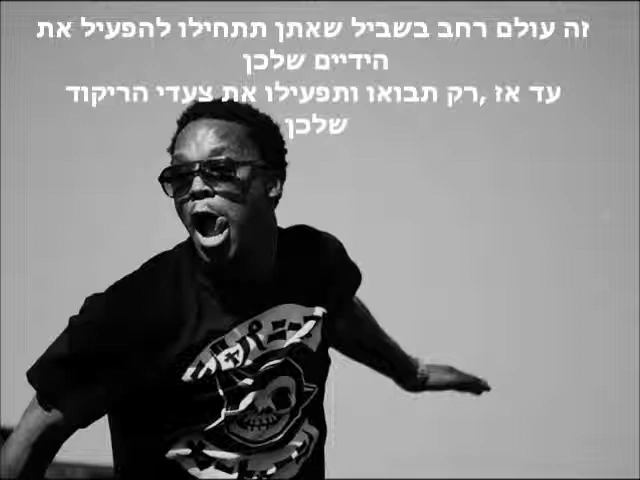 זה עולם רחב בשביל שאתן תתחילו להפעיל את
הידיים שלכן
עד אז ,רק תבואו ותפעילו את צעדי הריקוד
שלכן